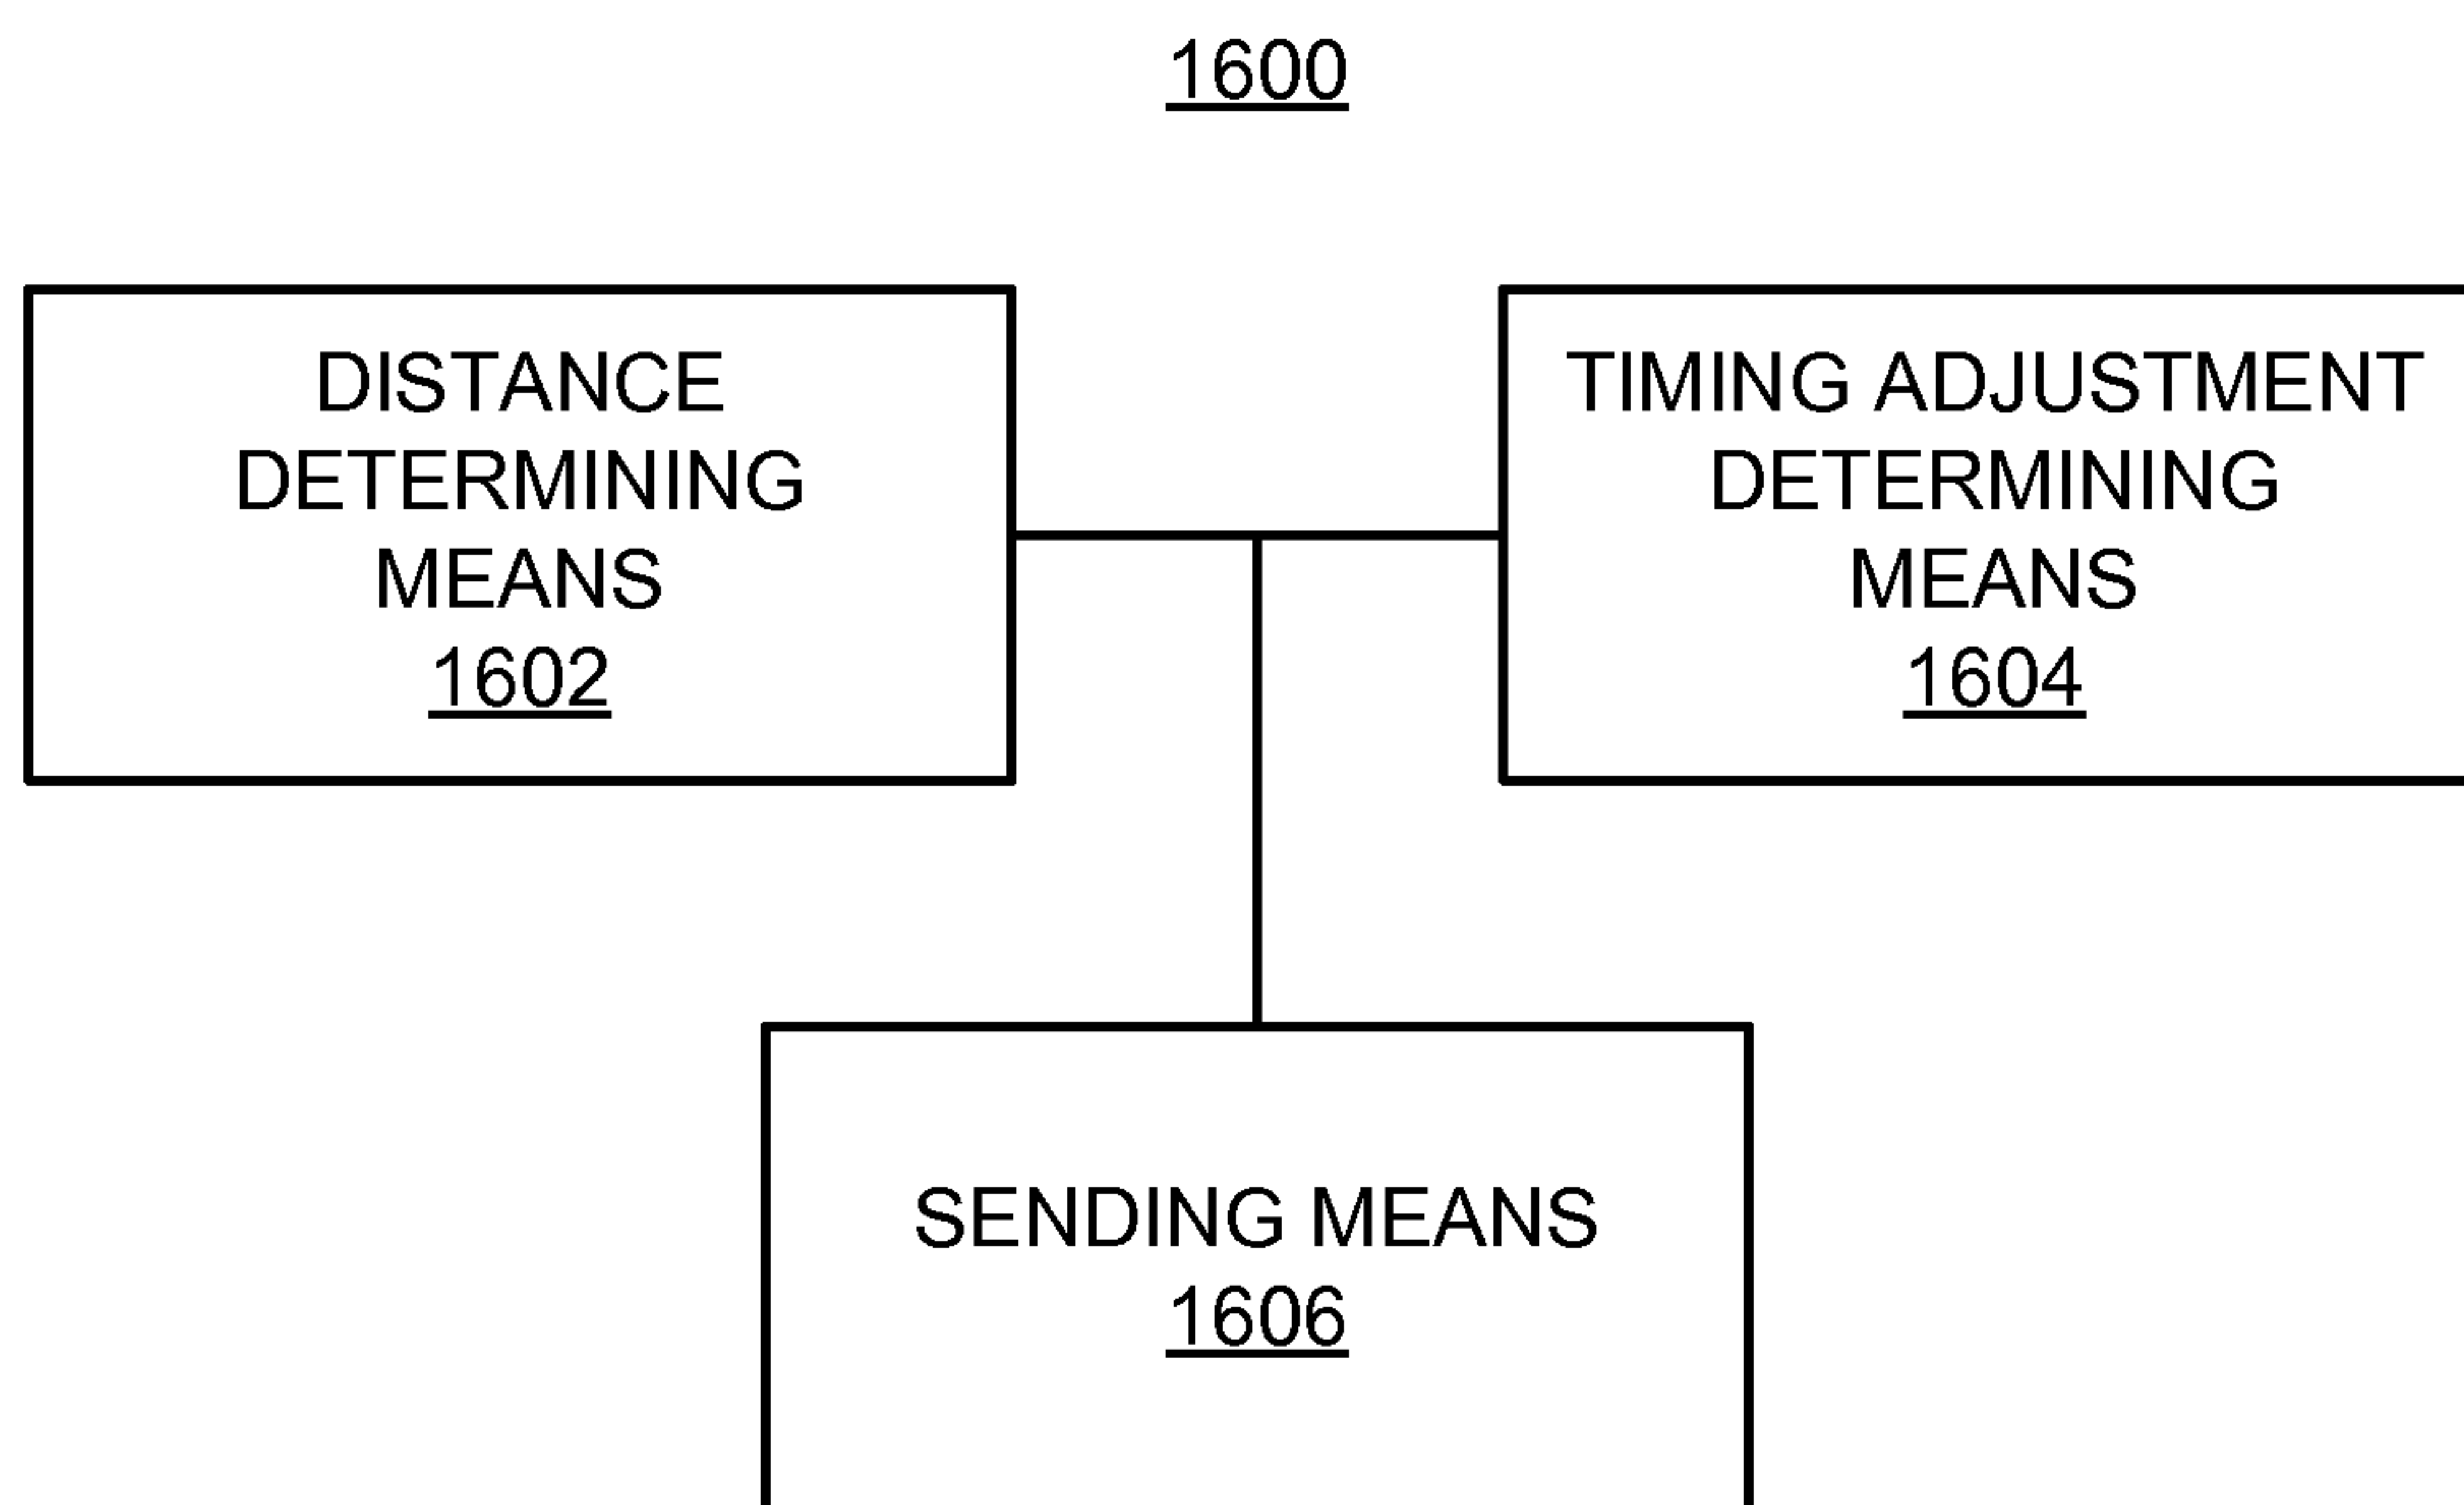 1600
DISTANCE
DETERMINING
MEANS
1602
TIMING ADJUSTMENT
DETERMINING
MEANS
1604
SENDING MEANS
1606